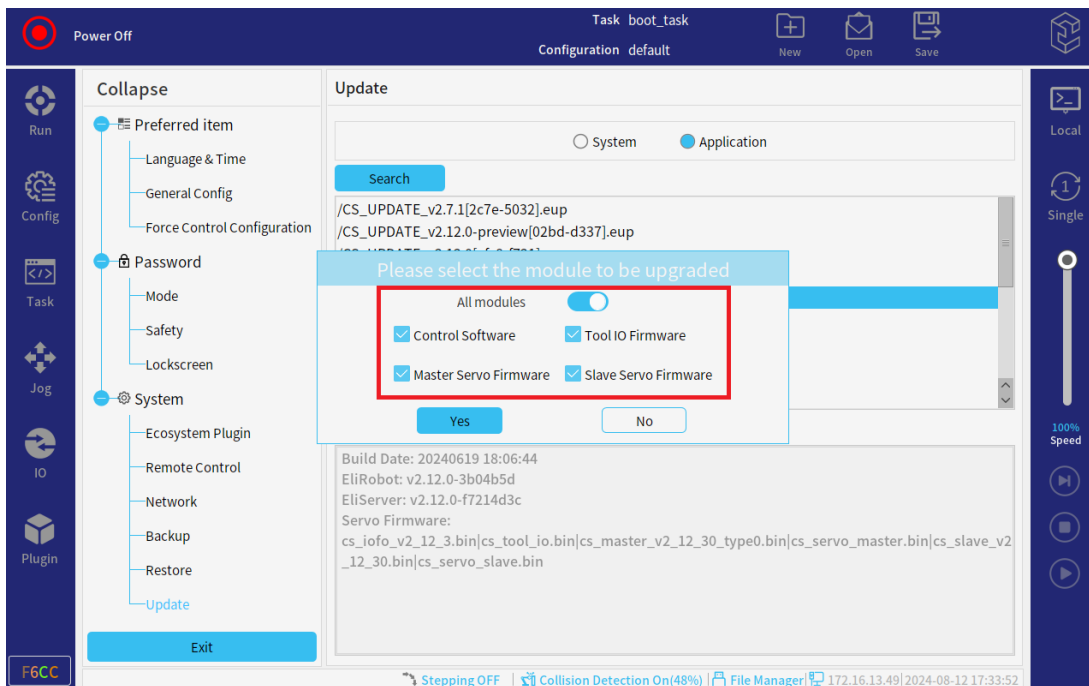 Power Off
Task boot_task
Configuration default
New
Open
Save
Run
Config
Task
Jog
IO
Plugin
F6CC
Collapse
Preferred item
Language & Time
General Config
Force Control Configuration
Password
Mode
Safety
Lockscreen
System
Ecosystem Plugin
Remote Control
Network
Backup
Restore
Update
Exit
Update
System
Application
Search
/CS_UPDATE_v2.7.1[2c7e-5032].eup
/CS_UPDATE_v2.12.0-preview[02bd-d337].eup
Please select the module to be upgraded
All modules
Control Software
Tool IO Firmware
Master Servo Firmware
Slave Servo Firmware
Yes
No
Build Date: 20240619 18:06:44
EliRobot: v2.12.0-3b04b5d
EliServer: v2.12.0-f7214d3c
Servo Firmware:
cs_iofo_v2_12_3.bin|cs_tool_io.bin|cs_master_v2_12_30_type0.bin|cs_servo_master.bin|cs_slave_v2
_12_30.bin|cs_servo_slave.bin
Local
1
Single
100%
Speed
Stepping OFF | Collision Detection On(48%) | File Manager| 172.16.13.49| 2024-08-12 17:33:52